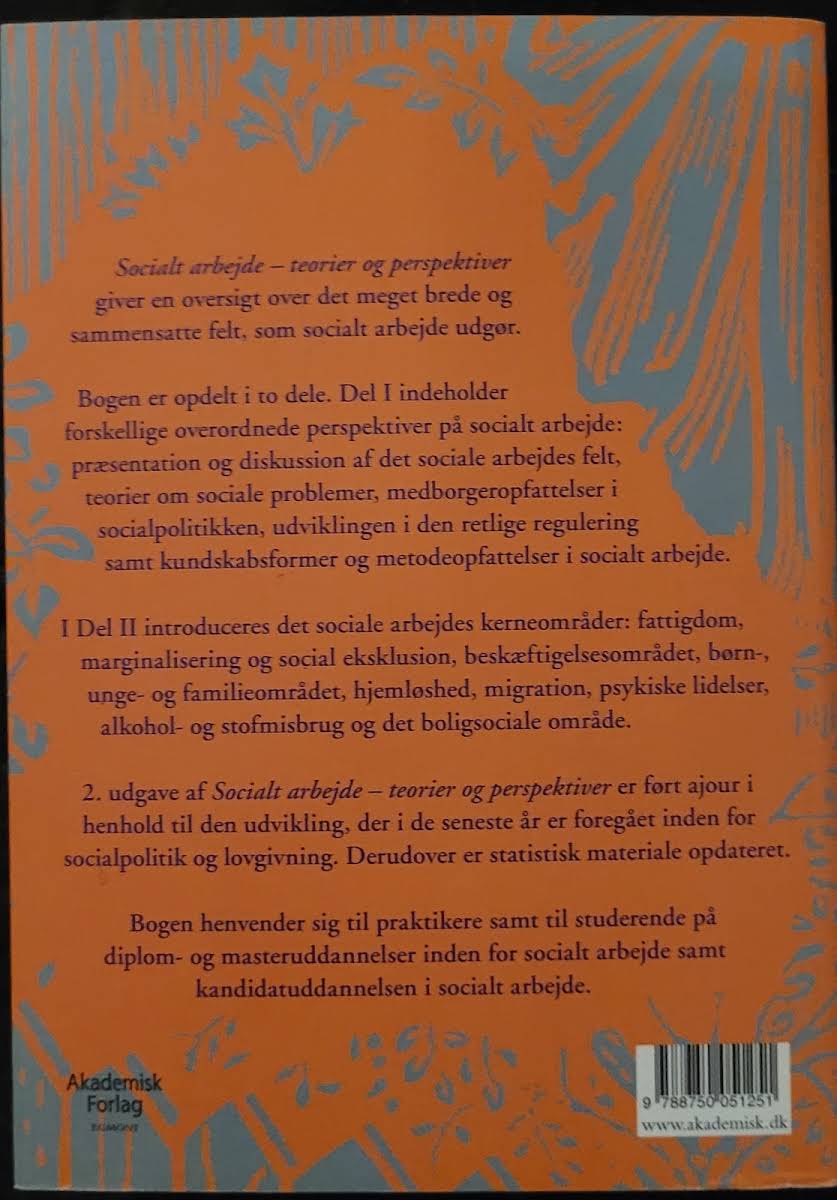 Socialt arbejde – teorier og perspektiver
giver en oversigt over det meget brede og
sammensatte felt, som socialt arbejde udgør.
Bogen er opdelt i to dele. Del I indeholder
forskellige overordnede perspektiver på socialt arbejde:
præsentation og diskussion af det sociale arbejdes felt,
teorier om sociale problemer, medborgeropfattelser i
socialpolitikken, udviklingen i den retlige regulering
samt kundskabsformer og metodeopfattelser i socialt arbejde.
I Del II introduceres det sociale arbejdes kerneområder: fattigdom,
marginalisering og social eksklusion, beskæftigelsesområdet, børn-,
unge- og familieområdet, hjemløshed, migration, psykiske lidelser,
alkohol- og stofmisbrug og det boligsociale område.
2. udgave af Socialt arbejde – teorier og perspektiver er ført ajour i
henhold til den udvikling, der i de seneste år er foregået inden for
socialpolitik og lovgivning. Derudover er statistisk materiale opdateret.
Bogen henvender sig til praktikere samt til studerende på
diplom- og masteruddannelser inden for socialt arbejde samt
kandidatuddannelsen i socialt arbejde.
Akademisk
Forlag
EGMONT
9 788750 051251
www.akademisk.dk